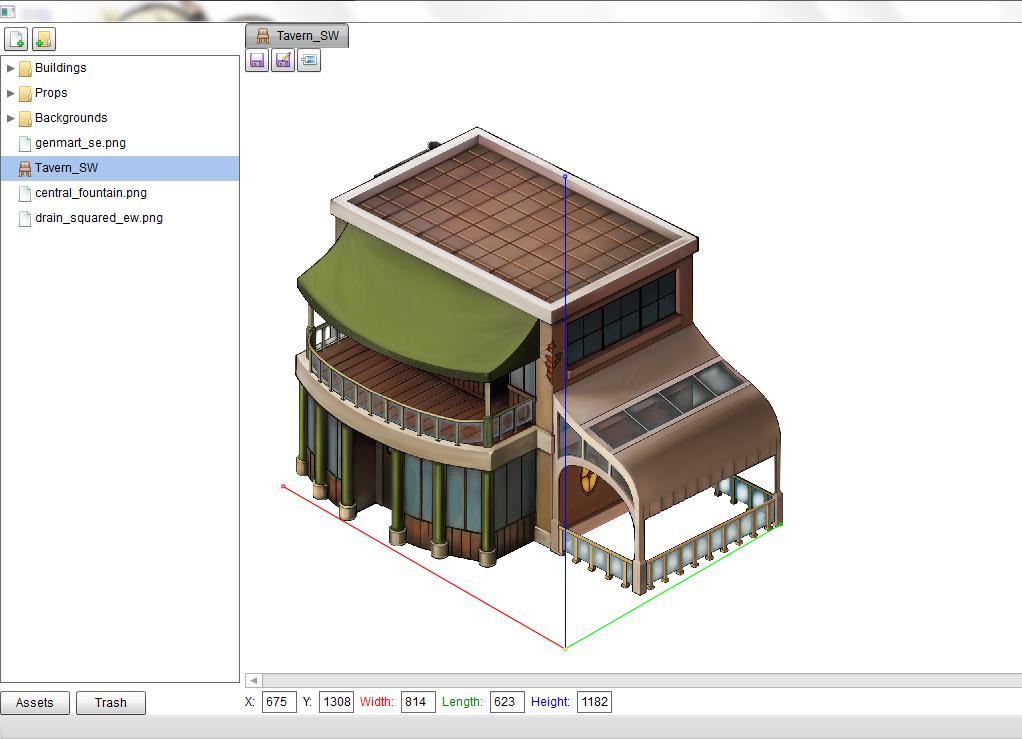 Tavern_SW
Buildings
Props
Backgrounds
genmart_se.png
Tavern_SW
central_fountain.png
drain_squared_ew.png
Assets Trash
X: 675 Y: 1308 Width: 814 Length: 623 Height: 1182